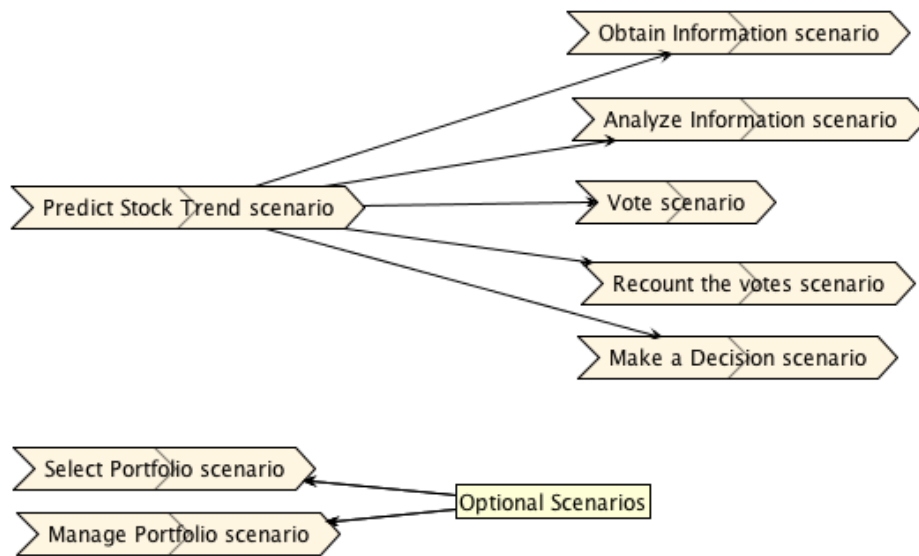 Obtain Information scenario
Analyze Information scenario
Predict Stock Trend scenario
Vote scenario
Recount the votes scenario
Make a Decision scenario
Select Portfolio scenario
Optional Scenarios
Manage Portfolio scenario